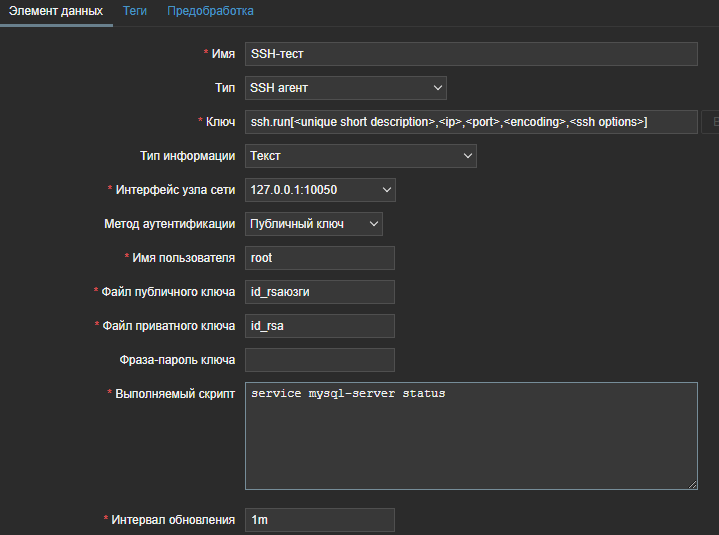 Элемент данных Теги Предобработка
* Имя SSH-тест
Тип SSH агент
* Ключ ssh.run[<unique short description>,<ip>,<port>,<encoding>,<ssh options>]
Тип информации Текст
* Интерфейс узла сети 127.0.0.1:10050
Метод аутентификации Публичный ключ
* Имя пользователя root
* Файл публичного ключа id_rsaюзги
* Файл приватного ключа id_rsa
Фраза-пароль ключа
* Выполняемый скрипт service mysql-server status
* Интервал обновления 1m